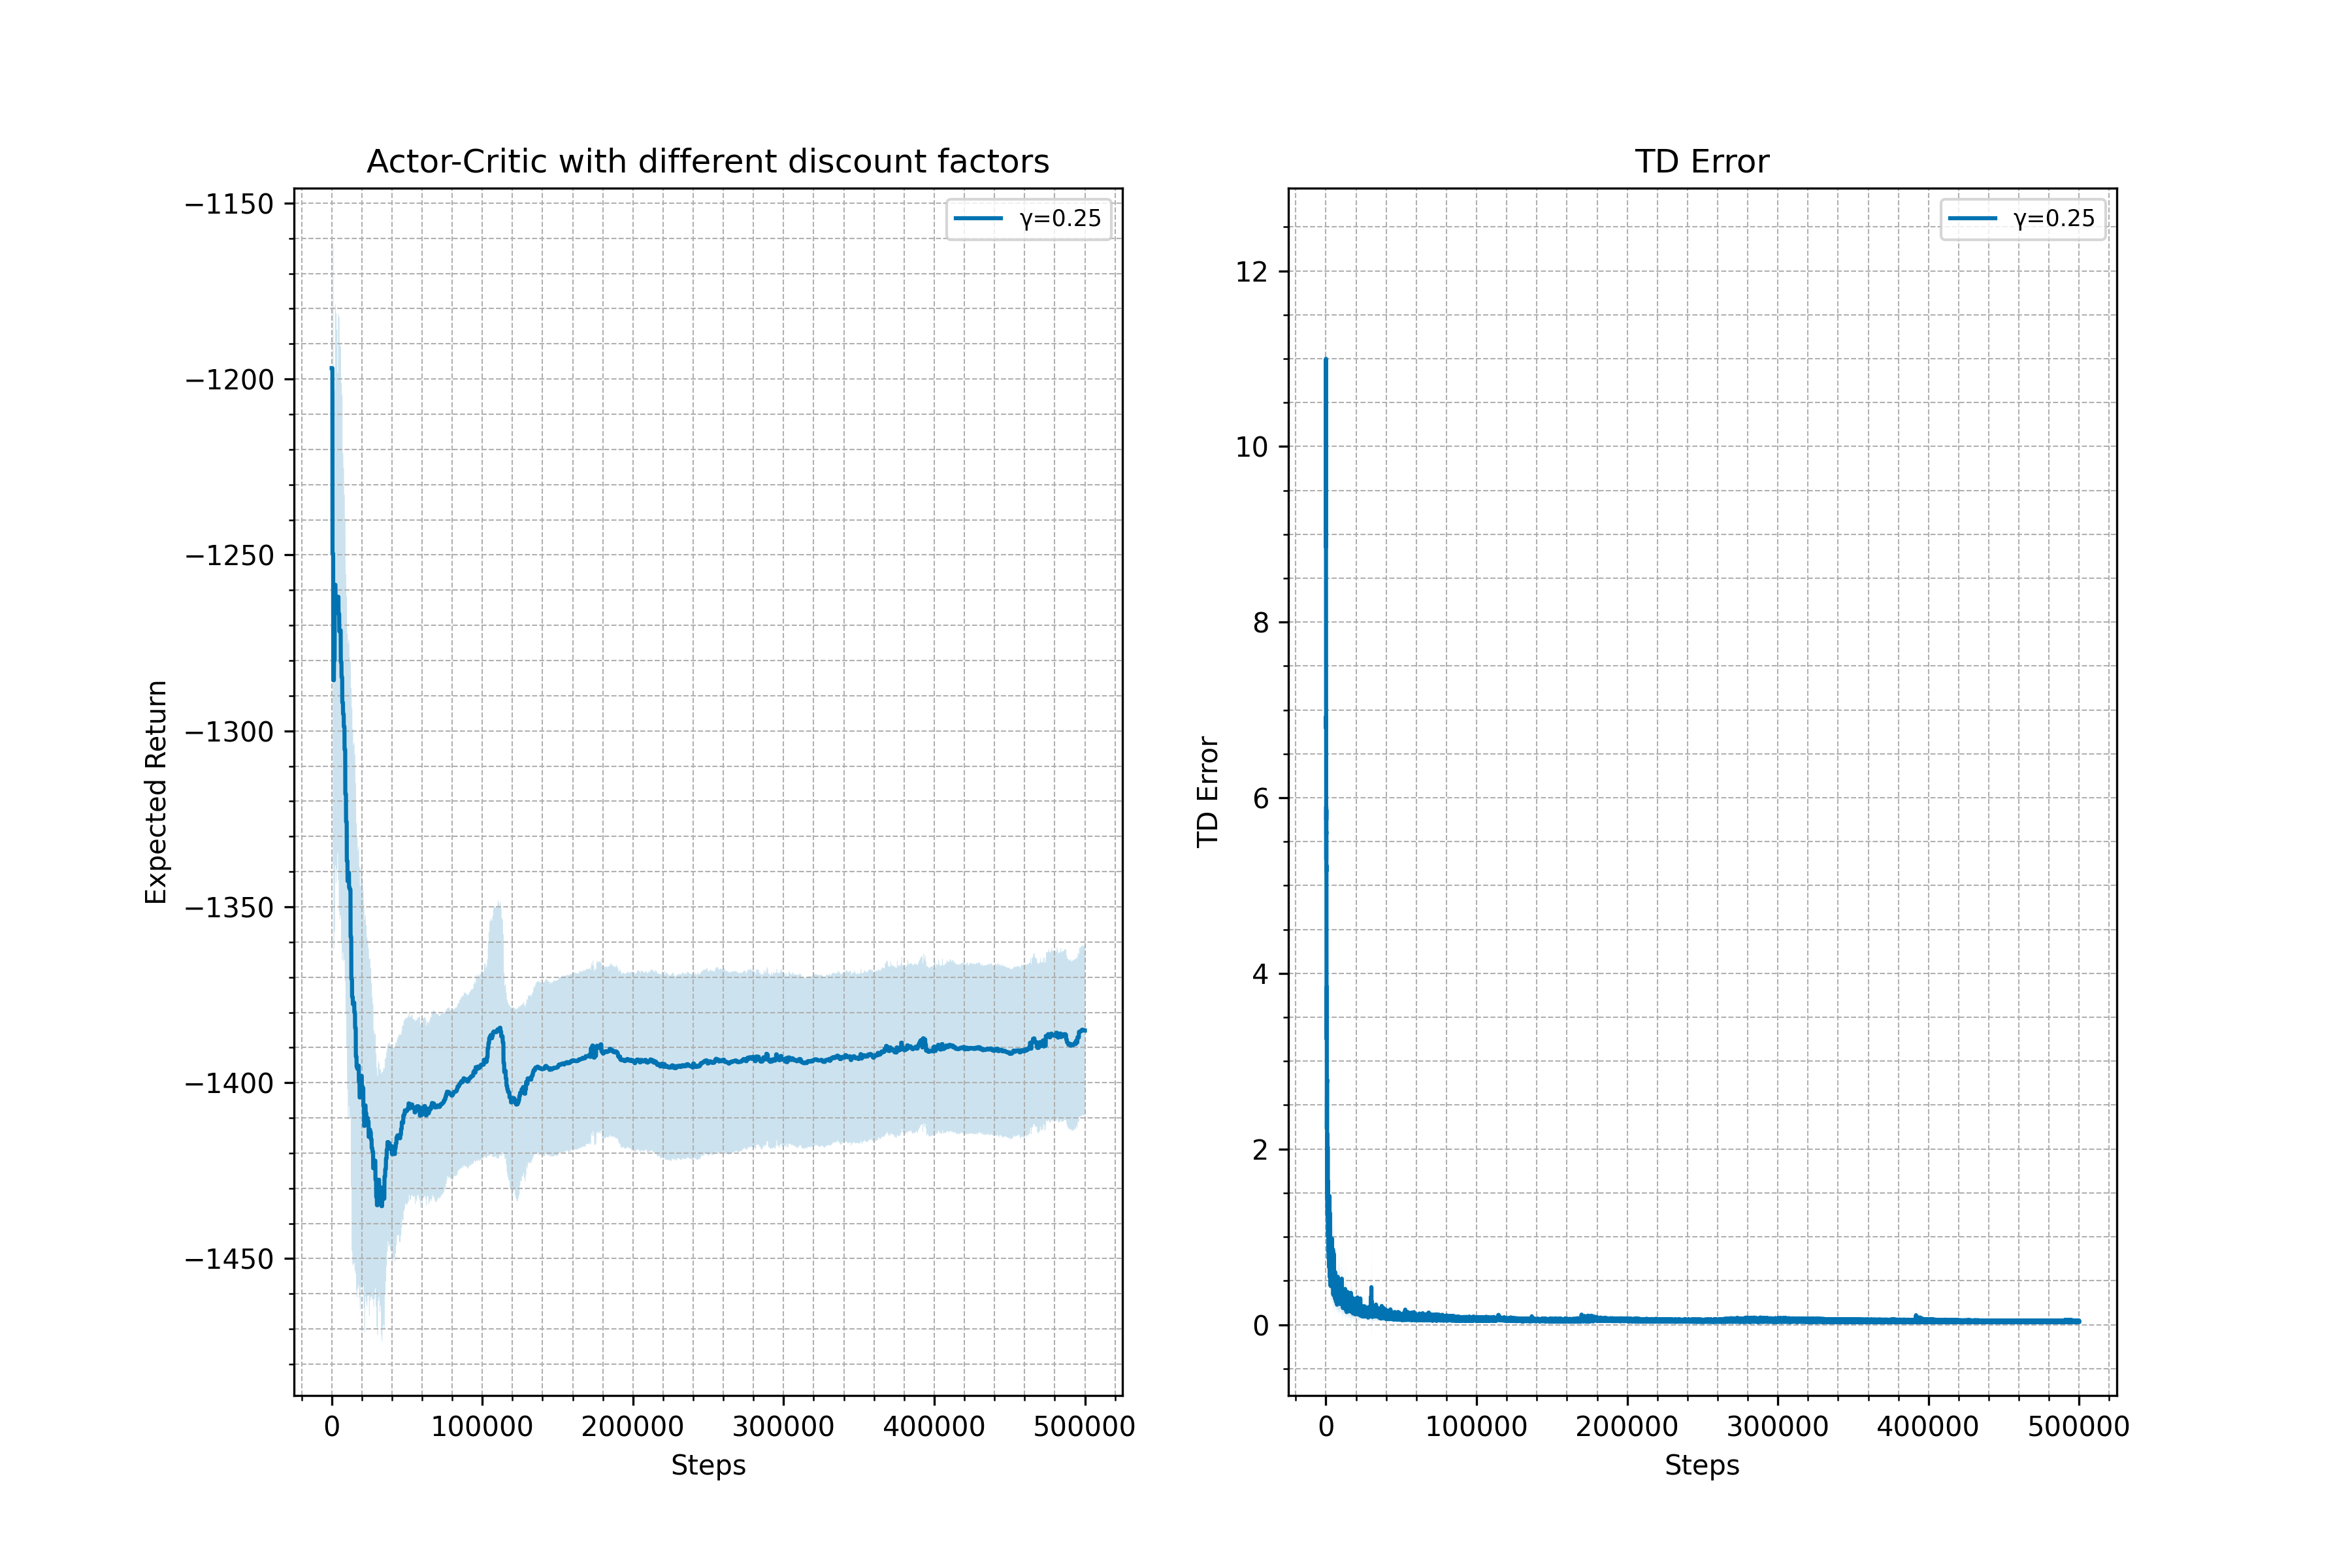 Actor-Critic with different discount factors
γ=0.25
−1150
−1200
−1250
−1300
−1350
−1400
−1450
Expected Return
0 100000 200000 300000 400000 500000
Steps
TD Error
γ=0.25
12
10
8
6
4
2
0
TD Error
0 100000 200000 300000 400000 500000
Steps